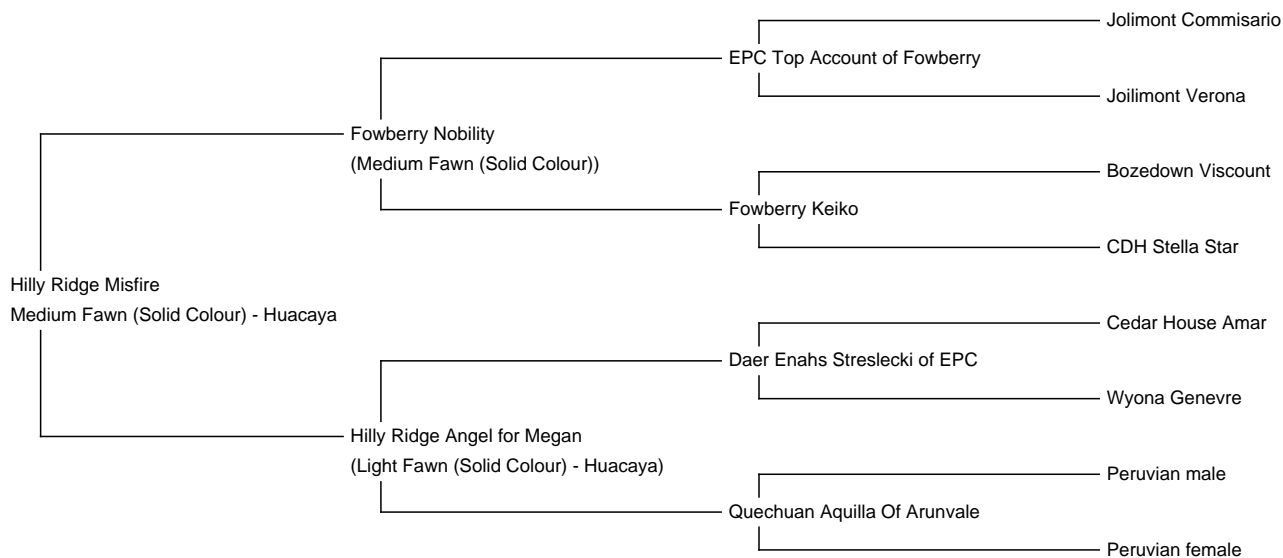 Jolimont Commisario
EPC Top Account of Fowberry
Joilimont Verona
Fowberry Nobility
(Medium Fawn (Solid Colour))
Bozedown Viscount
Fowberry Keiko
CDH Stella Star
Hilly Ridge Misfire
Medium Fawn (Solid Colour) - Huacaya
Cedar House Amar
Daer Enahs Streslecki of EPC
Wyona Genevre
Hilly Ridge Angel for Megan
(Light Fawn (Solid Colour) - Huacaya)
Peruvian male
Quechuan Aquilla Of Arunvale
Peruvian female